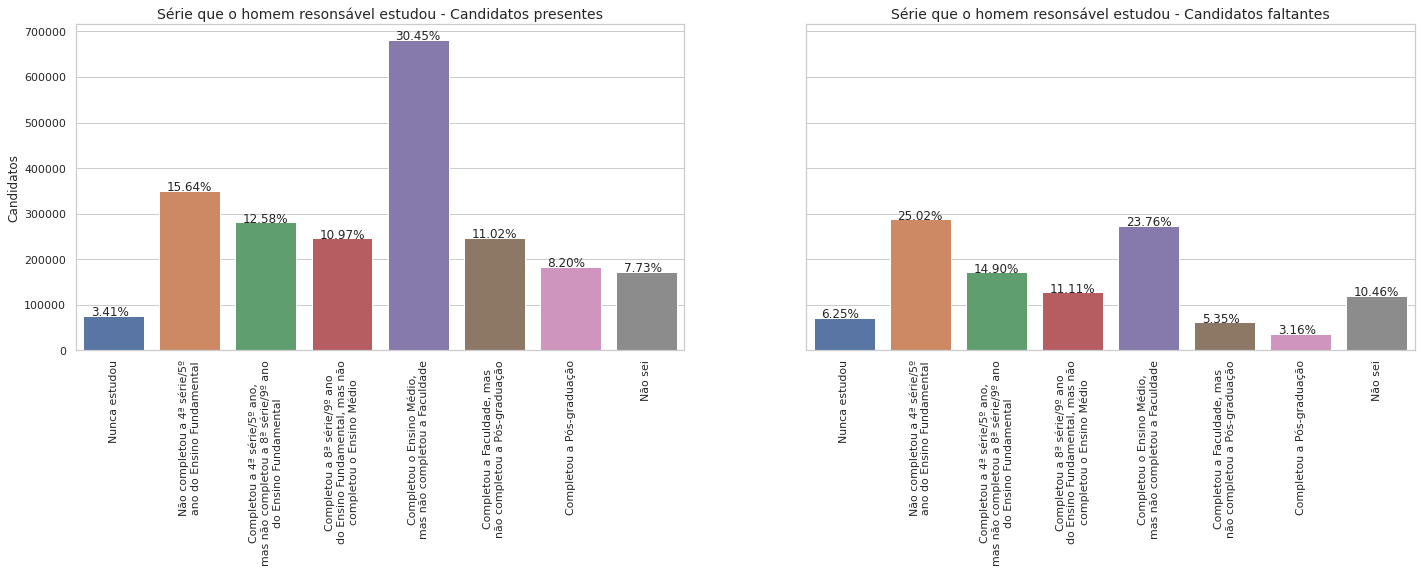 Série que o homem resonsável estudou - Candidatos presentes
Candidatos
700000
600000
500000
400000
300000
200000
100000
0
3.41%
15.64%
12.58%
10.97%
30.45%
11.02%
8.20%
7.73%
Nunca estudou
Não completou a 4ª série/5º
ano do Ensino Fundamental
Completou a 4ª série/5º ano,
mas não completou a 8ª série/9º ano
do Ensino Fundamental
Completou a 8ª série/9º ano
do Ensino Fundamental, mas não
completou o Ensino Médio
Completou o Ensino Médio,
mas não completou a Faculdade
Completou a Faculdade, mas
não completou a Pós-graduação
Completou a Pós-graduação
Não sei
Série que o homem resonsável estudou - Candidatos faltantes
6.25%
25.02%
14.90%
11.11%
23.76%
5.35%
3.16%
10.46%
Nunca estudou
Não completou a 4ª série/5º
ano do Ensino Fundamental
Completou a 4ª série/5º ano,
mas não completou a 8ª série/9º ano
do Ensino Fundamental
Completou a 8ª série/9º ano
do Ensino Fundamental, mas não
completou o Ensino Médio
Completou o Ensino Médio,
mas não completou a Faculdade
Completou a Faculdade, mas
não completou a Pós-graduação
Completou a Pós-graduação
Não sei